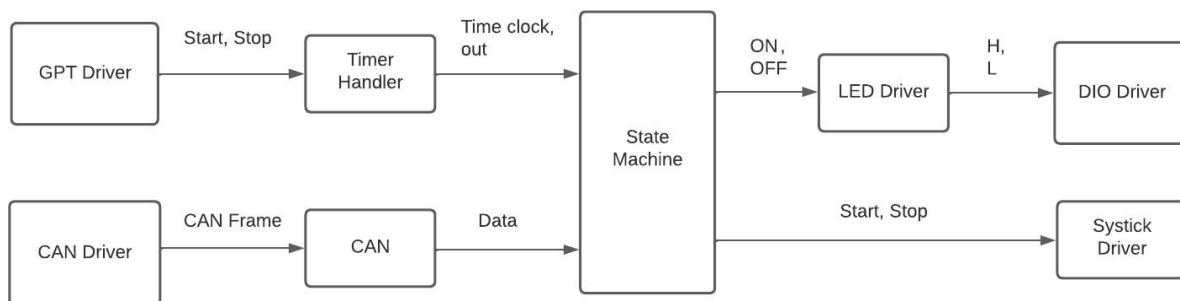 GPT Driver
Start, Stop
Timer
Handler
Time clock,
out
State
Machine
ON,
OFF
LED Driver
H,
L
DIO Driver
CAN Driver
CAN Frame
CAN
Data
Start, Stop
Systick
Driver